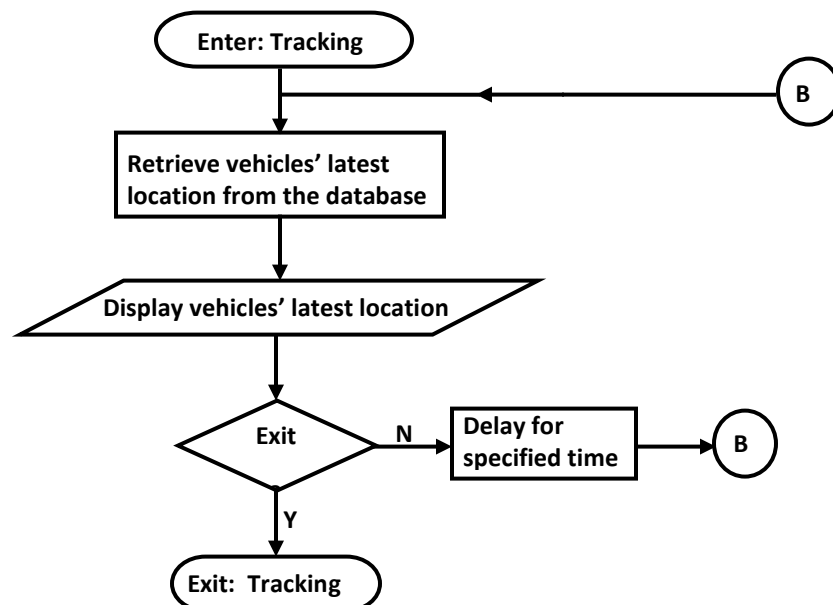 Enter: Tracking
B
Retrieve vehicles’ latest
location from the database
Display vehicles’ latest location
Exit
N
Delay for
specified time
B
Y
Exit: Tracking